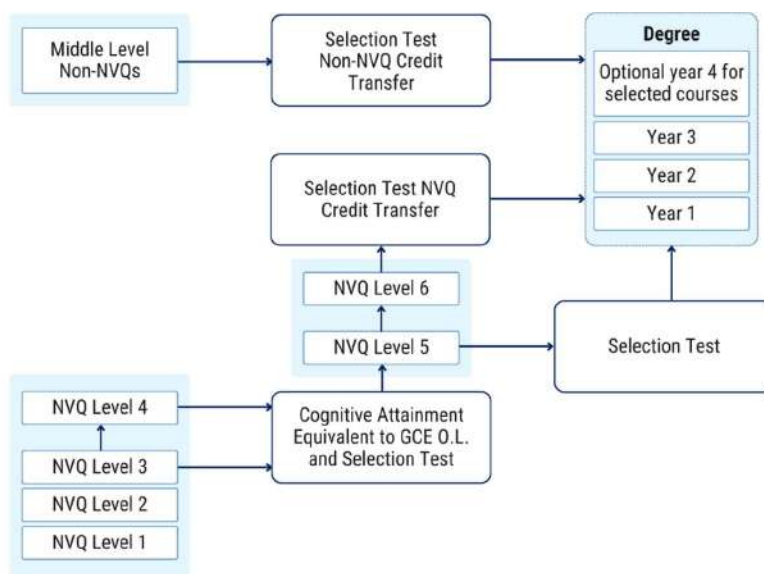 Middle Level
Non-NVQs
Selection Test
Non-NVQ Credit
Transfer
Degree
Optional year 4 for
selected courses
Year 3
Year 2
Year 1
Selection Test NVQ
Credit Transfer
NVQ Level 6
NVQ Level 5
Selection Test
NVQ Level 4
NVQ Level 3
NVQ Level 2
NVQ Level 1
Cognitive Attainment
Equivalent to GCE O.L.
and Selection Test